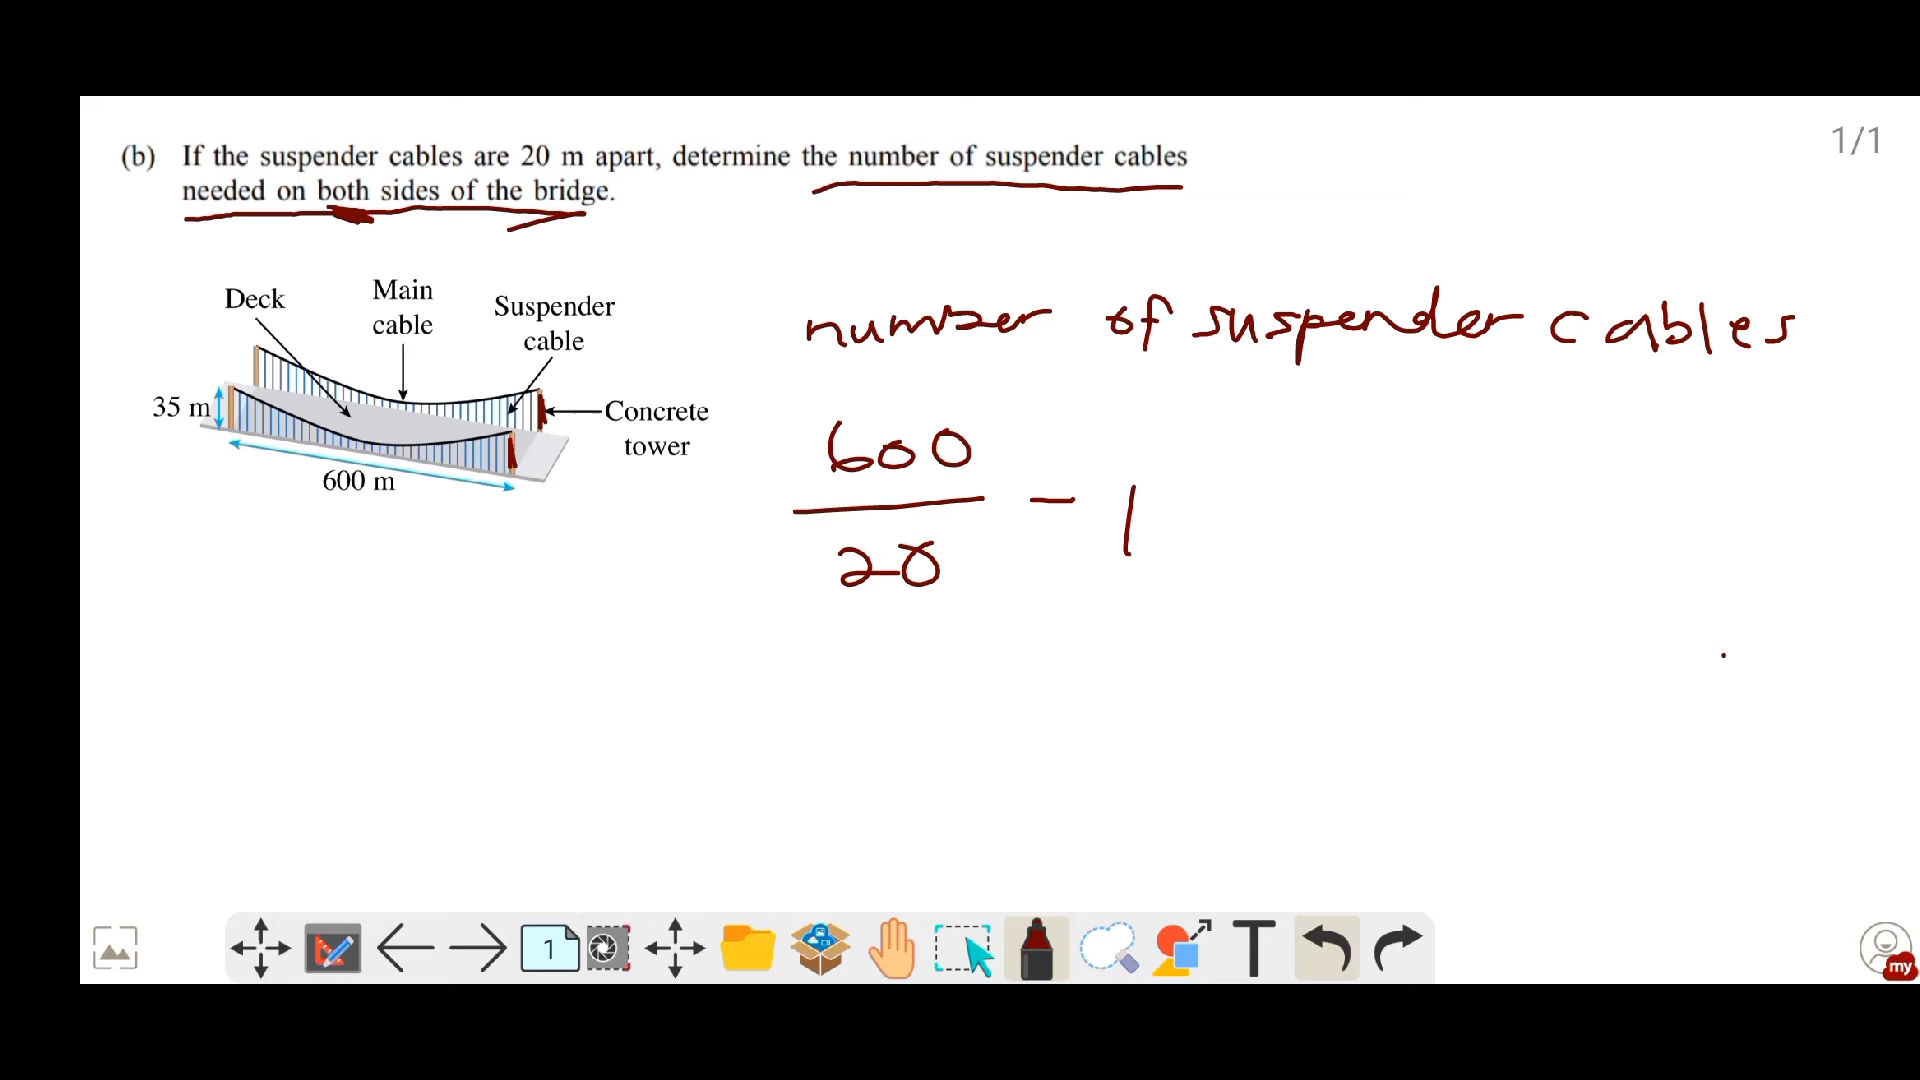 1/1
(b) If the suspender cables are 20 m apart, determine the number of suspender cables
needed on both sides of the bridge.
Deck
Main
cable
Suspender
cable
35 m
Concrete
tower
600 m
number of suspender cables
600
20
- 1
1
T
my